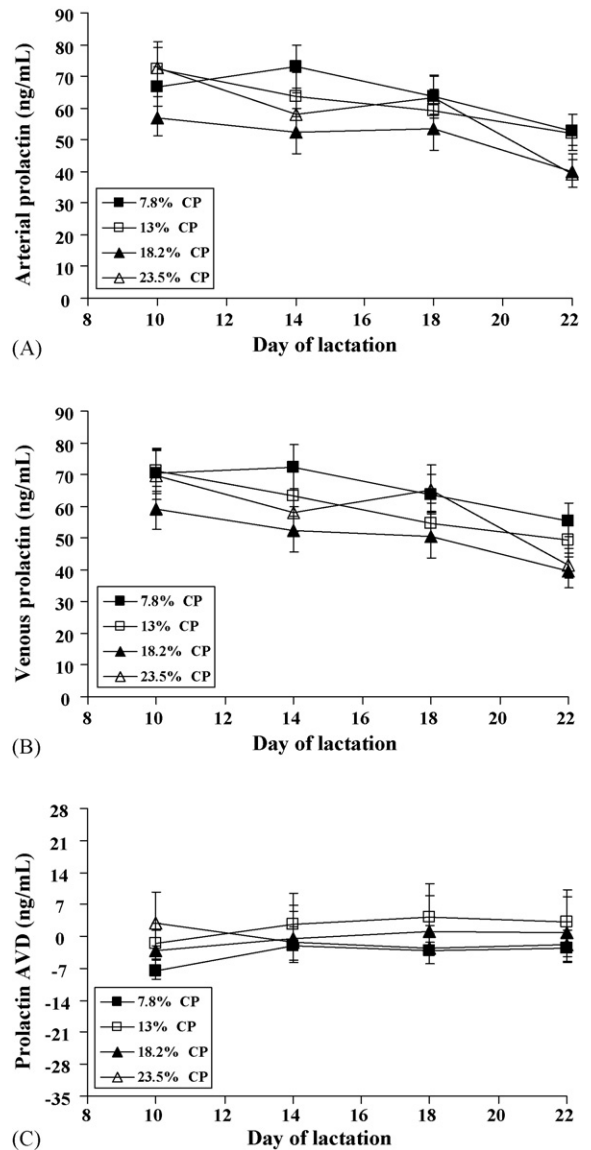 90
80
70
60
50
40
30
20
10
0
Arterial prolactin (ng/mL)
7.8% CP
13% CP
18.2% CP
23.5% CP
8 10 12 14 16 18 20 22
Day of lactation
(A)
90
80
70
60
50
40
30
20
10
0
Venous prolactin (ng/mL)
7.8% CP
13% CP
18.2% CP
23.5% CP
8 10 12 14 16 18 20 22
Day of lactation
(B)
28
21
14
7
0
-7
-14
-21
-28
-35
Prolactin AVD (ng/mL)
7.8% CP
13% CP
18.2% CP
23.5% CP
8 10 12 14 16 18 20 22
Day of lactation
(C)